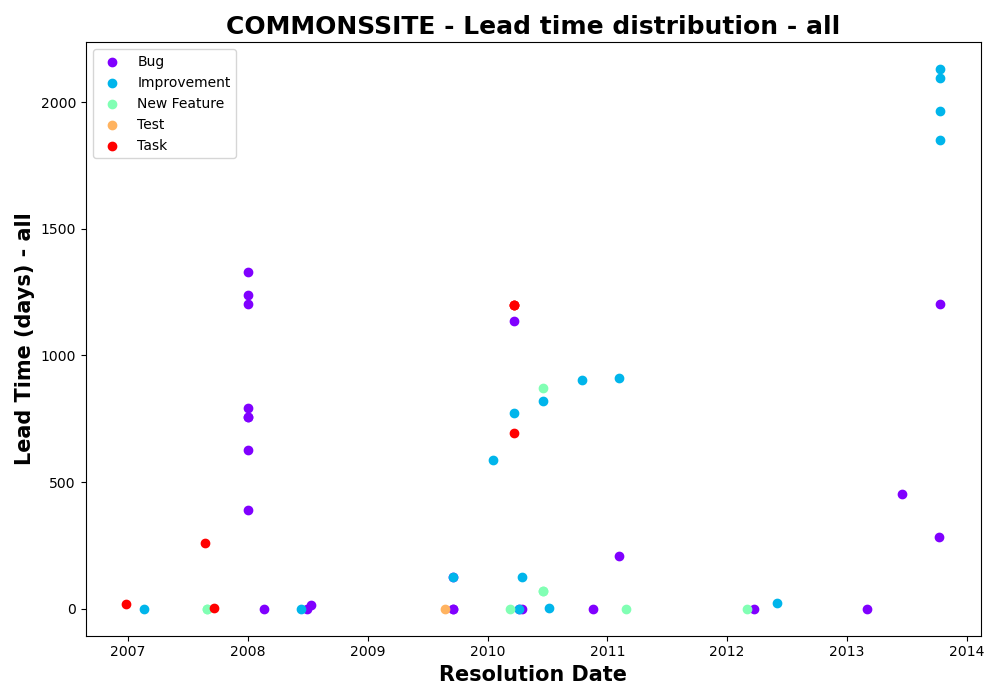 COMMONSSITE - Lead time distribution - all
Bug
Improvement
New Feature
Test
Task
Lead Time (days) - all
2000
1500
1000
500
0
2007 2008 2009 2010 2011 2012 2013 2014
Resolution Date